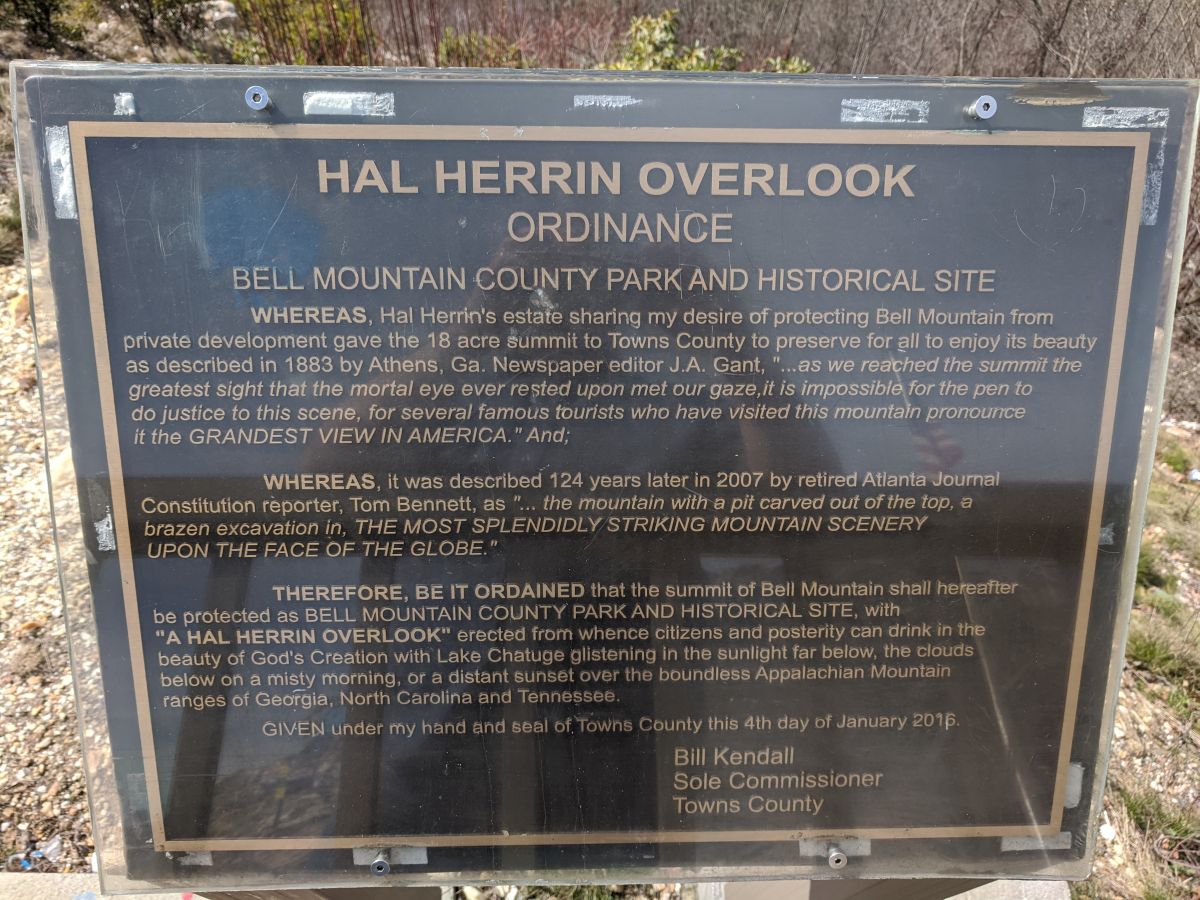 HAL HERRIN OVERLOOK
ORDINANCE
BELL MOUNTAIN COUNTY PARK AND HISTORICAL SITE
WHEREAS, Hal Herrin's estate sharing my desire of protecting Bell Mountain from
private development gave the 18 acre summit to Towns County to preserve for all to enjoy its beauty
as described in 1883 by Athens, Ga. Newspaper editor J.A. Gant, "...as we reached the summit the
greatest sight that the mortal eye ever rested upon met our gaze,it is impossible for the pen to
do justice to this scene, for several famous tourists who have visited this mountain pronounce
it the GRANDEST VIEW IN AMERICA." And;
WHEREAS, it was described 124 years later in 2007 by retired Atlanta Journal
Constitution reporter, Tom Bennett, as "... the mountain with a pit carved out of the top, a
brazen excavation in, THE MOST SPLENDIDLY STRIKING MOUNTAIN SCENERY
UPON THE FACE OF THE GLOBE."
THEREFORE, BE IT ORDAINED that the summit of Bell Mountain shall hereafter
be protected as BELL MOUNTAIN COUNTY PARK AND HISTORICAL SITE, with
"A HAL HERRIN OVERLOOK" erected from whence citizens and posterity can drink in the
beauty of God's Creation with Lake Chatuge glistening in the sunlight far below, the clouds
below on a misty morning, or a distant sunset over the boundless Appalachian Mountain
ranges of Georgia, North Carolina and Tennessee.
GIVEN under my hand and seal of Towns County this 4th day of January 2016.
Bill Kendall
Sole Commissioner
Towns County